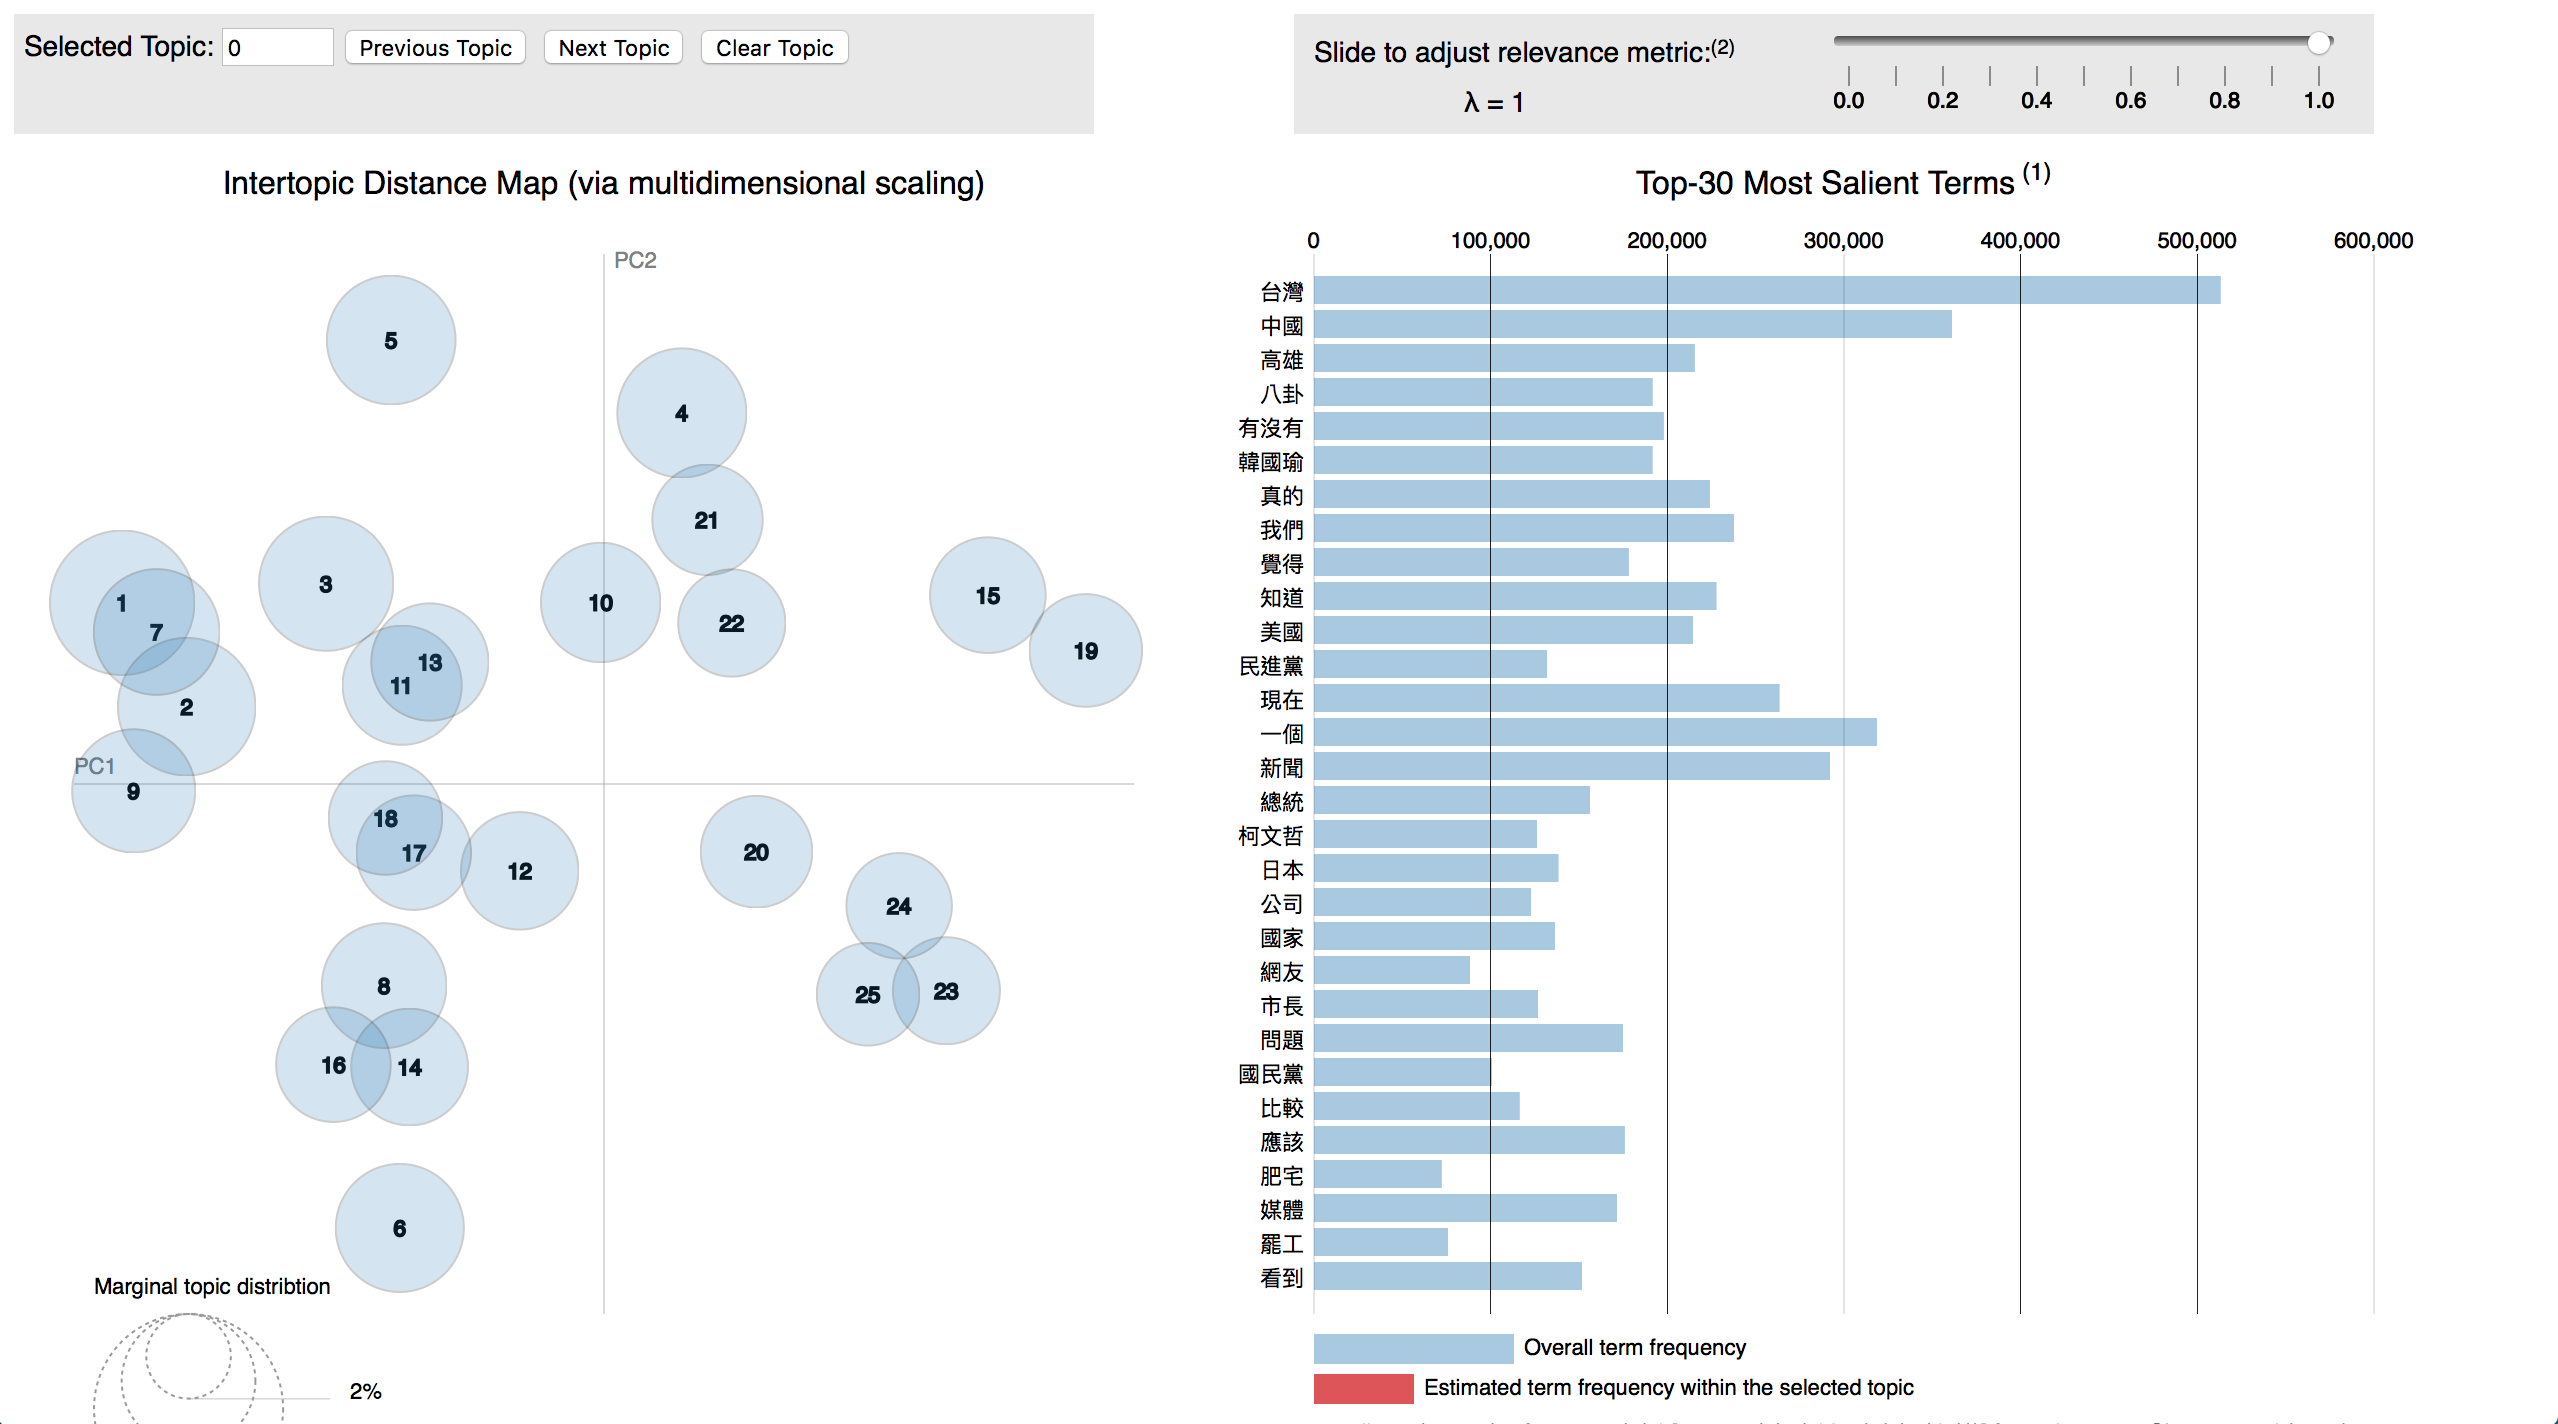 Selected Topic: 0 Previous Topic Next Topic Clear Topic
Slide to adjust relevance metric:(2)
λ = 1
0.0 0.2 0.4 0.6 0.8 1.0
Intertopic Distance Map (via multidimensional scaling)
PC2
5
4
21
3
1
10
15
7
22
13
19
11
2
PC1
9
18
17
20
12
24
8
23
25
16
14
6
Marginal topic distribtion
2%
Top-30 Most Salient Terms (1)
0 100,000 200,000 300,000 400,000 500,000 600,000
台灣
中國
高雄
八卦
有沒有
韓國瑜
真的
我們
覺得
知道
美國
民進黨
現在
一個
新聞
總統
柯文哲
日本
公司
國家
網友
市長
問題
國民黨
比較
應該
肥宅
媒體
罷工
看到
Overall term frequency
Estimated term frequency within the selected topic